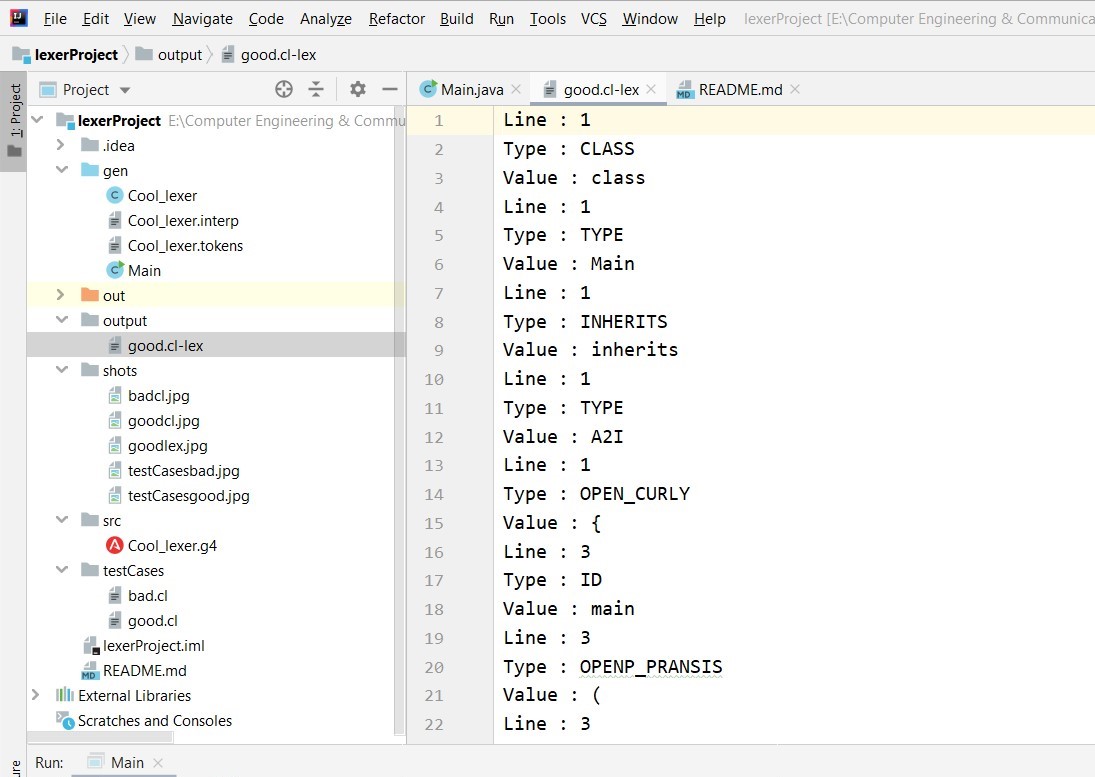 File Edit View Navigate Code Analyze Refactor Build Run Tools VCS Window Help lexerProject [E:\Computer Engineering & Communica
lexerProject output good.cl-lex
1: Project
Project
Main.java good.cl-lex README.md
lexerProject E:\Computer Engineering & Commu
.idea
gen
Cool_lexer
Cool_lexer.interp
Cool_lexer.tokens
Main
out
output
good.cl-lex
shots
badcl.jpg
goodcl.jpg
goodlex.jpg
testCasesbad.jpg
testCasesgood.jpg
src
Cool_lexer.g4
testCases
bad.cl
good.cl
lexerProject.iml
README.md
External Libraries
Scratches and Consoles
1 Line : 1
2 Type : CLASS
3 Value : class
4 Line : 1
5 Type : TYPE
6 Value : Main
7 Line : 1
8 Type : INHERITS
9 Value : inherits
10 Line : 1
11 Type : TYPE
12 Value : A2I
13 Line : 1
14 Type : OPEN_CURLY
15 Value : {
16 Line : 3
17 Type : ID
18 Value : main
19 Line : 3
20 Type : OPENP_PRANSIS
21 Value : (
22 Line : 3
Run: Main